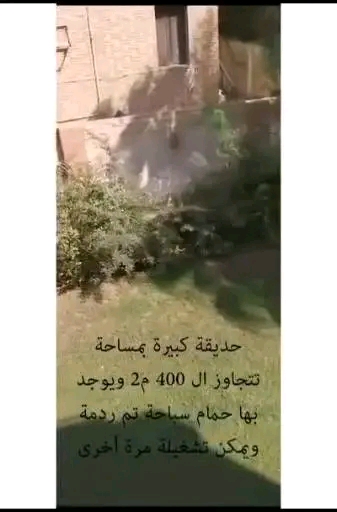 حديقة كبيرة بمساحة
تتجاوز ال 400 م2 ويوجد
بها حمام سباحة تم ردمة
ويمكن تشغيلة مرة أخرى